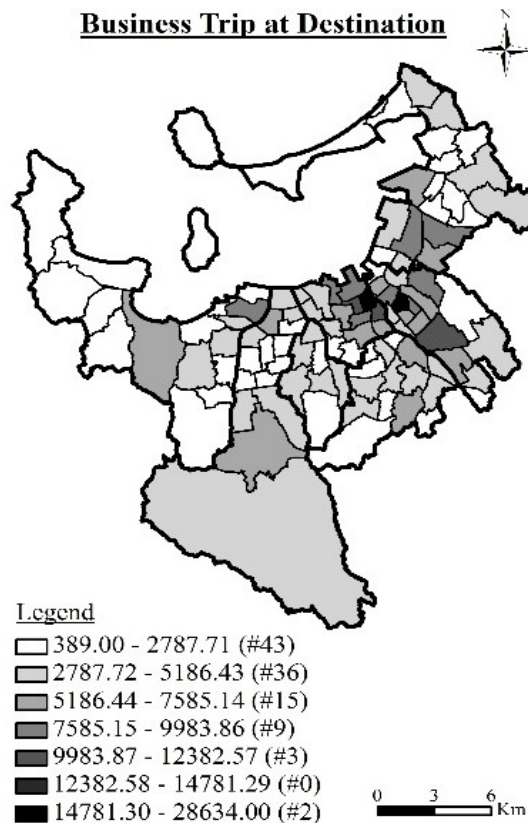 Business Trip at Destination
N
Legend
389.00 - 2787.71 (#43)
2787.72 - 5186.43 (#36)
5186.44 - 7585.14 (#15)
7585.15 - 9983.86 (#9)
9983.87 - 12382.57 (#3)
12382.58 - 14781.29 (#0)
14781.30 - 28634.00 (#2)
0 3 6
Km